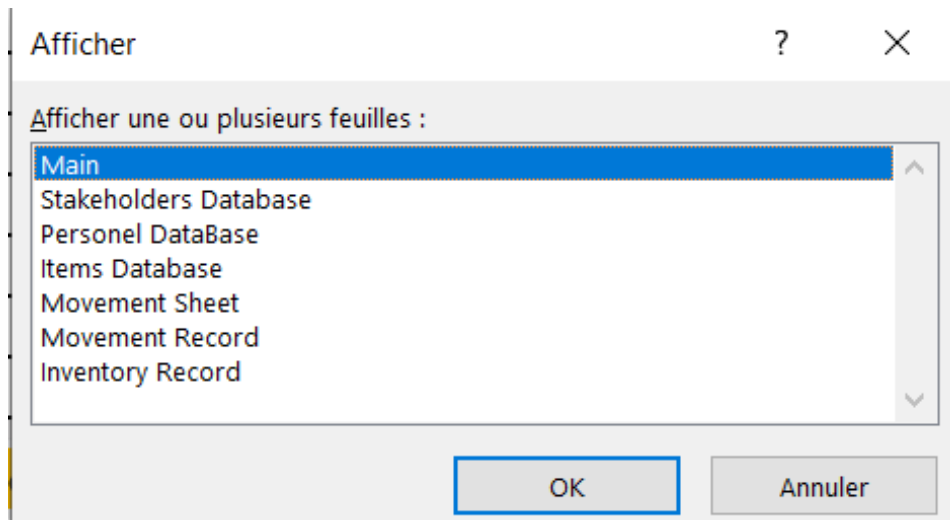 Afficher
?
Afficher une ou plusieurs feuilles :
Main
Stakeholders Database
Personel DataBase
Items Database
Movement Sheet
Movement Record
Inventory Record
OK
Annuler